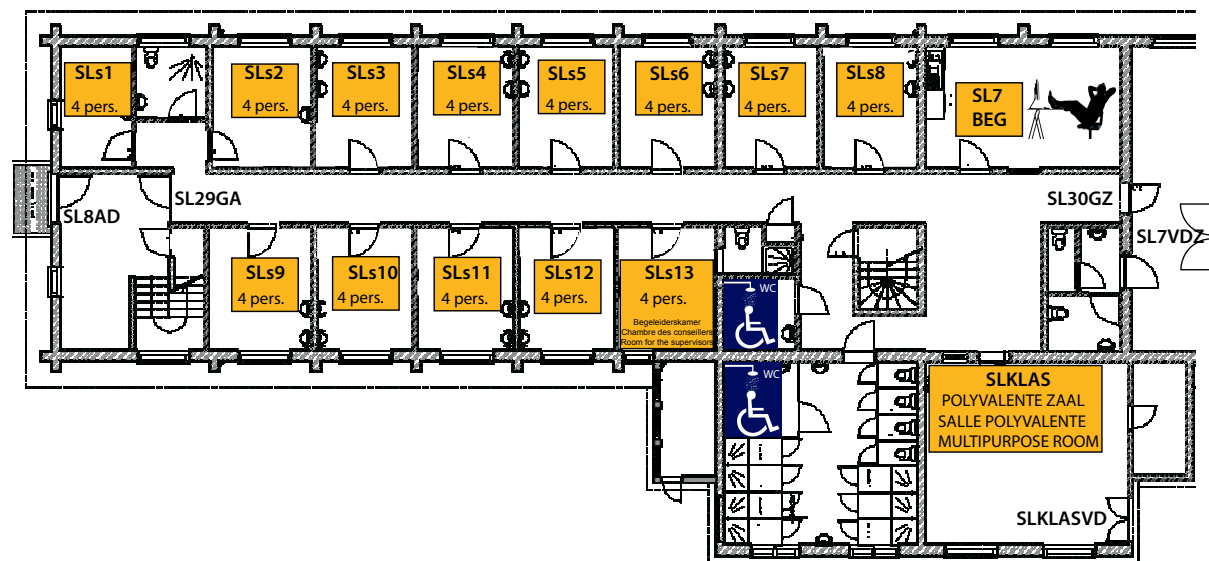 SLs1
4 pers.
SLs2
4 pers.
SLs3
4 pers.
SLs4
4 pers.
SLs5
4 pers.
SLs6
4 pers.
SLs7
4 pers.
SLs8
4 pers.
SL7
BEG
SL8AD
SL29GA
SL30GZ
SL7VDZ
SLs9
4 pers.
SLs10
4 pers.
SLs11
4 pers.
SLs12
4 pers.
SLs13
4 pers.
Begeleiderskamer
Chambre des conseillers
Room for the supervisors
WC
WC
SLKLAS
POLYVALENTE ZAAL
SALLE POLYVALENTE
MULTIPURPOSE ROOM
SLKLASVD